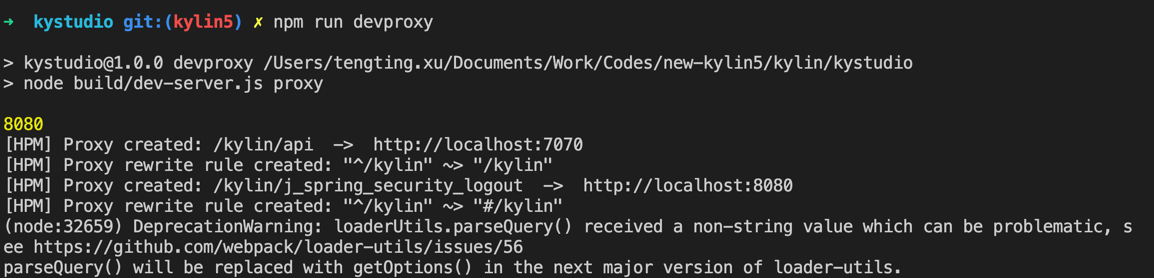 ➜  kystudio git:(kylin5) ✗ npm run devproxy
> kystudio@1.0.0 devproxy /Users/tengting.xu/Documents/Work/Codes/new-kylin5/kylin/kystudio
> node build/dev-server.js proxy
8080
[HPM] Proxy created: /kylin/api  ->  http://localhost:7070
[HPM] Proxy rewrite rule created: "^/kylin" ~> "/kylin"
[HPM] Proxy created: /kylin/j_spring_security_logout  ->  http://localhost:8080
[HPM] Proxy rewrite rule created: "^/kylin" ~> "#/kylin"
(node:32659) DeprecationWarning: loaderUtils.parseQuery() received a non-string value which can be problematic, s
ee https://github.com/webpack/loader-utils/issues/56
parseQuery() will be replaced with getOptions() in the next major version of loader-utils.